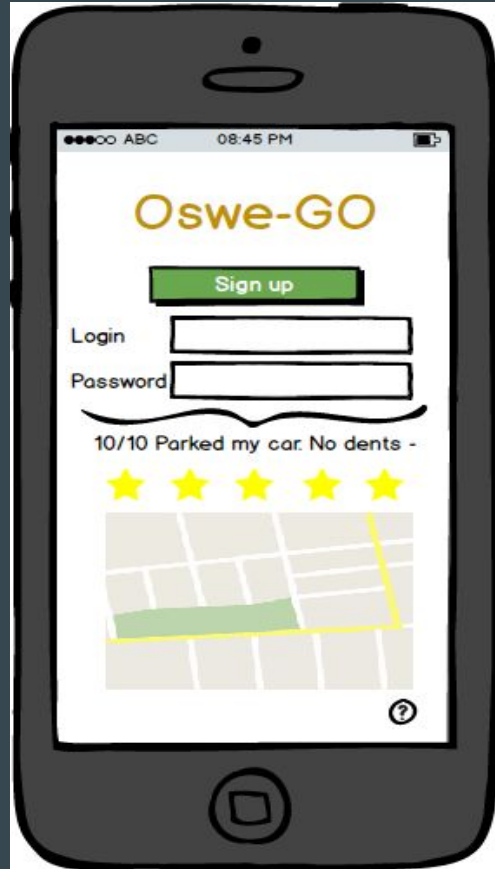 ABC 08:45 PM
Oswe-GO
Sign up
Login
Password
10/10 Parked my car. No dents -
?